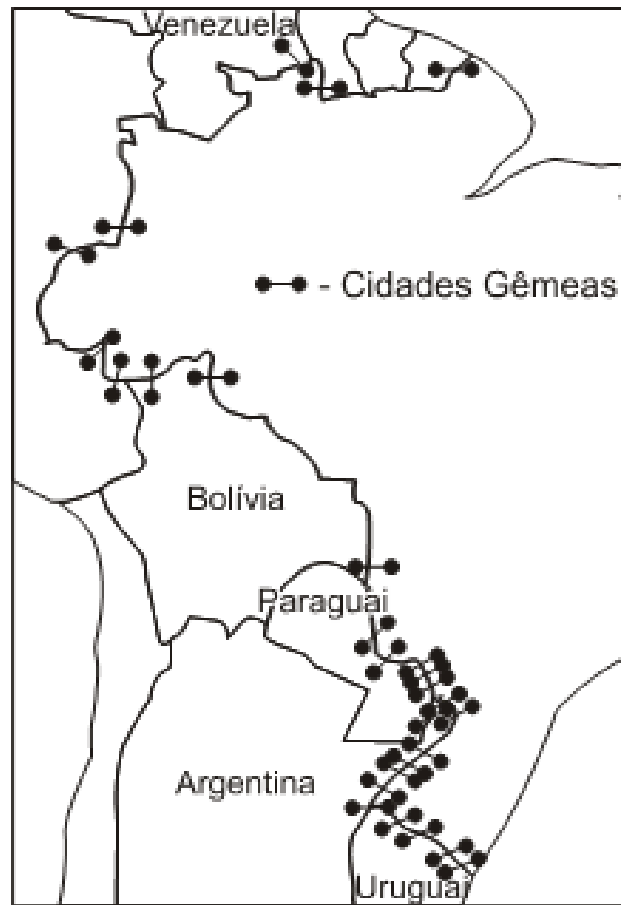 Venezuela
- Cidades Gêmeas
Bolívia
Paraguai
Argentina
Uruguai